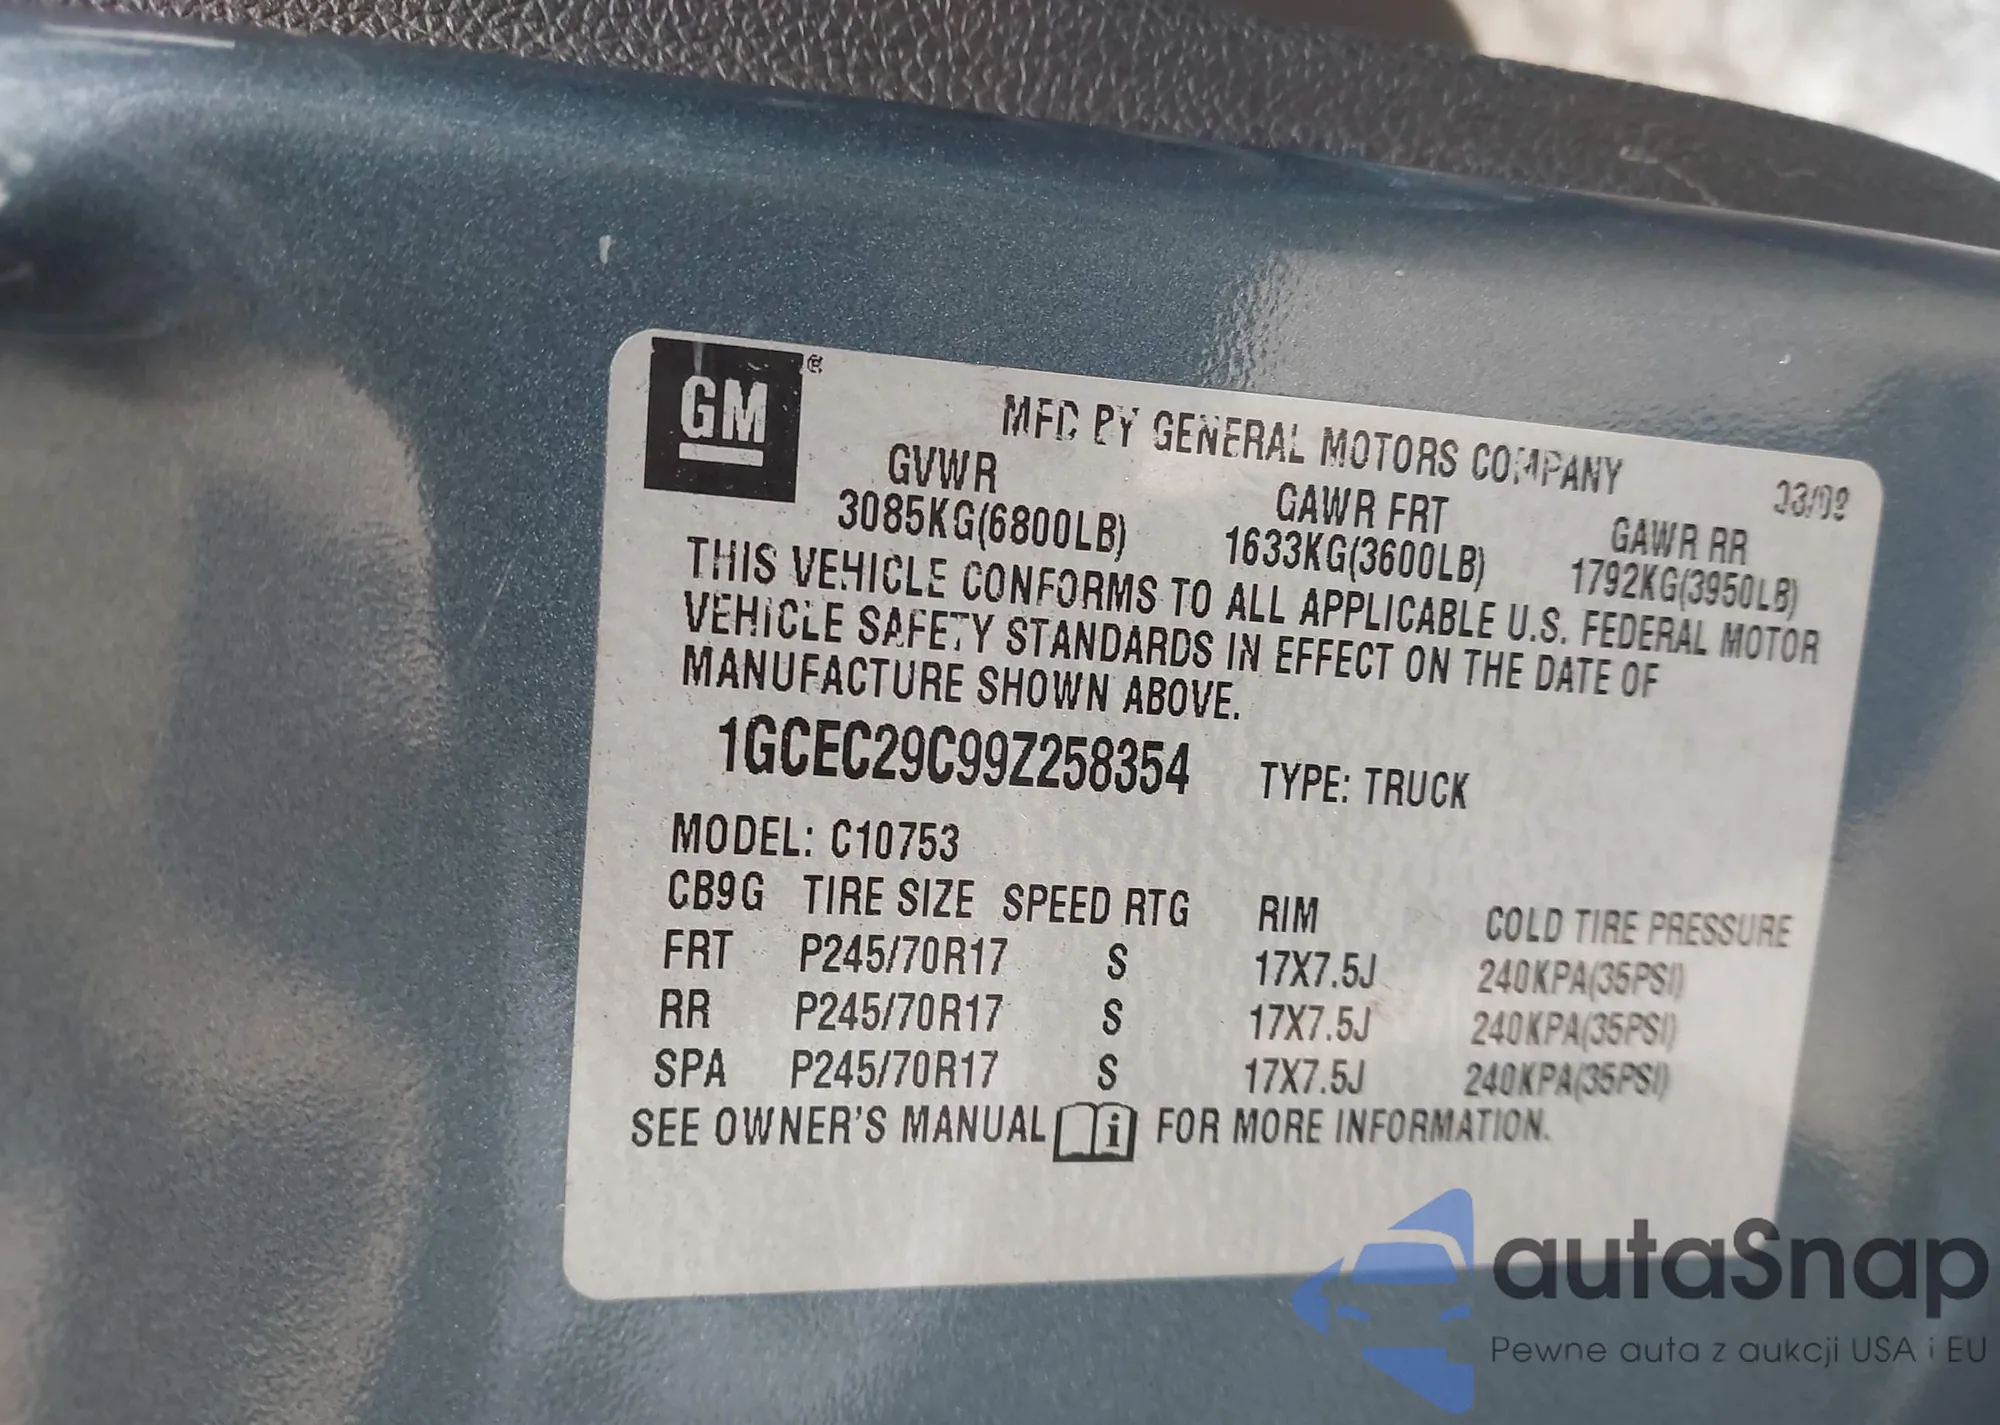 GM®
MFD BY GENERAL MOTORS COMPANY
GVWR GAWR FRT GAWR RR
3085KG(6800LB) 1633KG(3600LB) 1792KG(3950LB)
THIS VEHICLE CONFORMS TO ALL APPLICABLE U.S. FEDERAL MOTOR
VEHICLE SAFETY STANDARDS IN EFFECT ON THE DATE OF
MANUFACTURE SHOWN ABOVE.
1GCEC29C99Z258354 TYPE: TRUCK
MODEL: C10753
CB9G TIRE SIZE SPEED RTG RIM COLD TIRE PRESSURE
FRT P245/70R17 S 17X7.5J 240KPA(35PSI)
RR P245/70R17 S 17X7.5J 240KPA(35PSI)
SPA P245/70R17 S 17X7.5J 240KPA(35PSI)
SEE OWNER'S MANUAL i FOR MORE INFORMATION.
autaSnap
Pewne auta z aukcji USA i EU